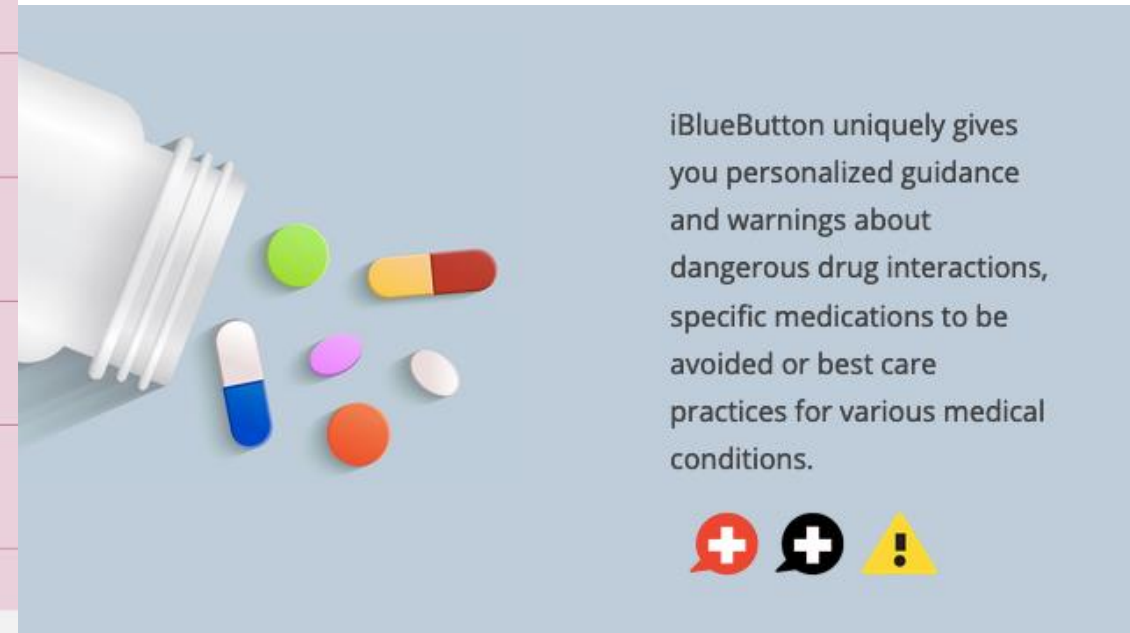 iBlueButton uniquely gives
you personalized guidance
and warnings about
dangerous drug interactions,
specific medications to be
avoided or best care
practices for various medical
conditions.